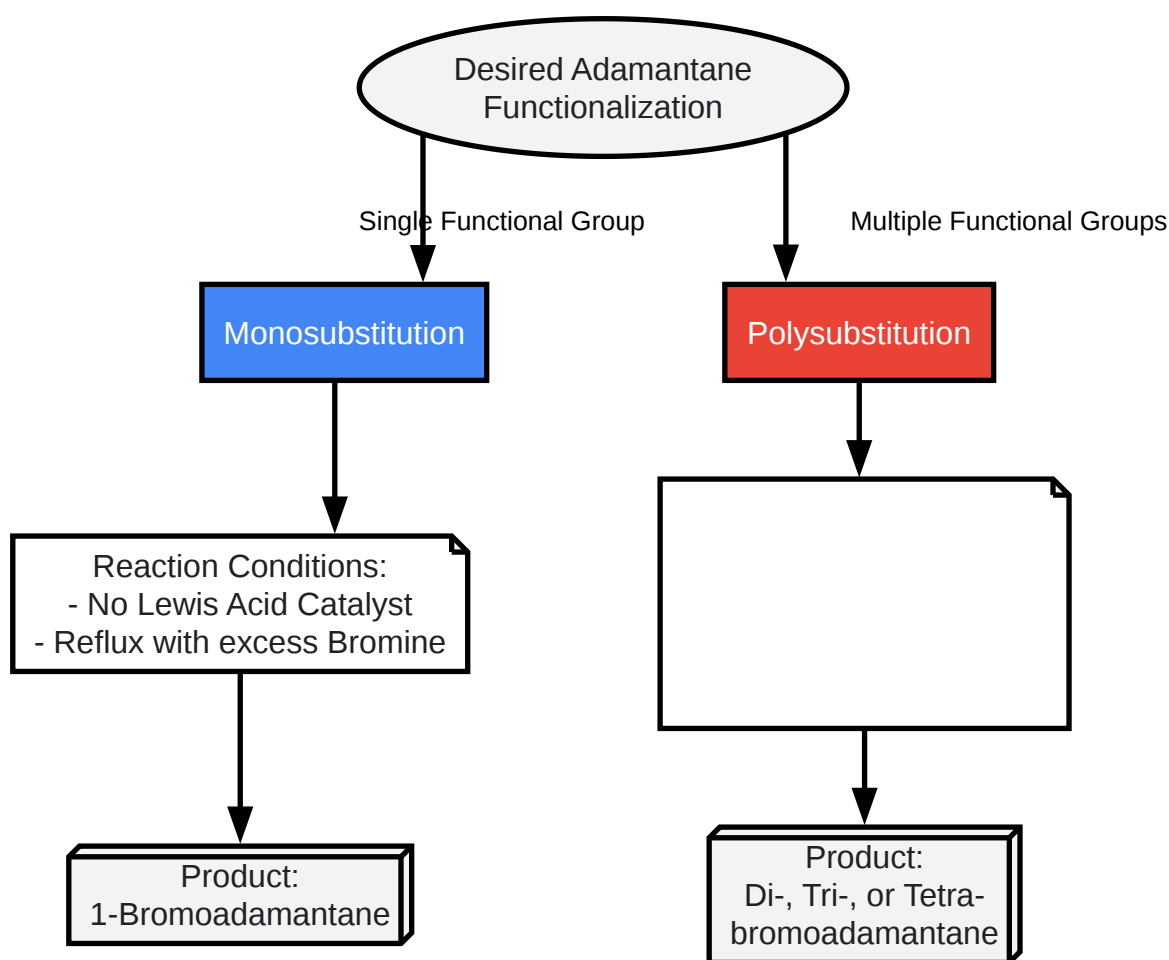 Desired Adamantane
Functionalization
Single Functional Group
Multiple Functional Groups
Monosubstitution
Polysubstitution
Reaction Conditions:
- No Lewis Acid Catalyst
- Reflux with excess Bromine
Product:
1-Bromoadamantane
Product:
Di-, Tri-, or Tetra-
bromoadamantane